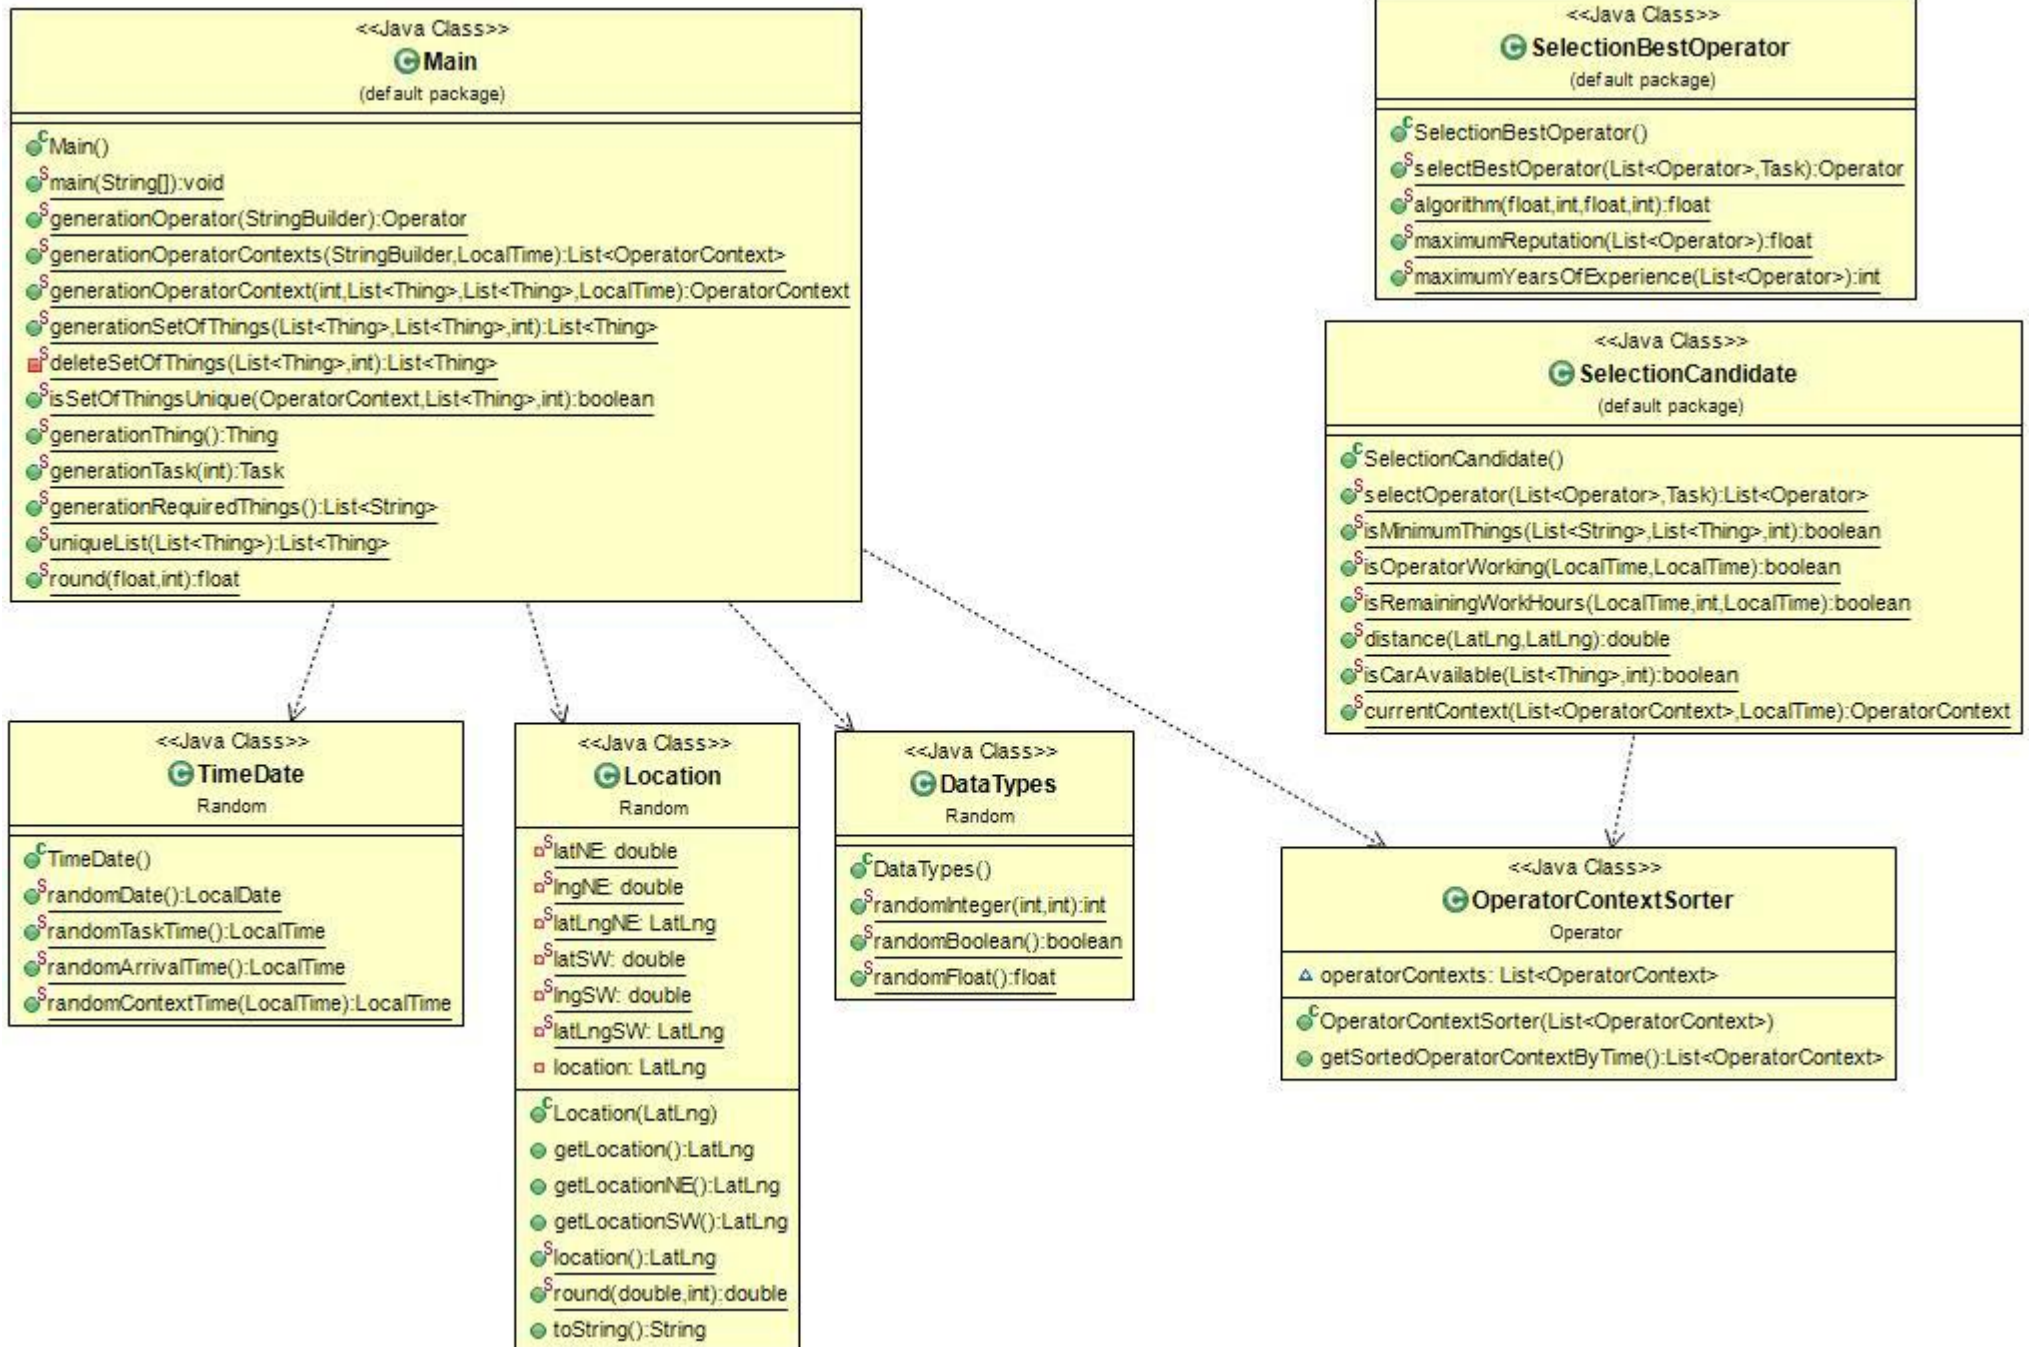 <<Java Class>>
Main
(default package)
Main()
main(String[]):void
generationOperator(StringBuilder):Operator
generationOperatorContexts(StringBuilder,LocalTime):List<OperatorContext>
generationOperatorContext(int,List<Thing>,List<Thing>,LocalTime):OperatorContext
generationSetOfThings(List<Thing>,List<Thing>,int):List<Thing>
deleteSetOfThings(List<Thing>,int):List<Thing>
isSetOfThingsUnique(OperatorContext,List<Thing>,int):boolean
generationThing():Thing
generationTask(int):Task
generationRequiredThings():List<String>
uniqueList(List<Thing>):List<Thing>
round(float,int):float
<<Java Class>>
SelectionBestOperator
(default package)
SelectionBestOperator()
selectBestOperator(List<Operator>,Task):Operator
algorithm(float,int,float,int):float
maximumReputation(List<Operator>):float
maximumYearsOfExperience(List<Operator>):int
<<Java Class>>
SelectionCandidate
(default package)
SelectionCandidate()
selectOperator(List<Operator>,Task):List<Operator>
isMinimumThings(List<String>,List<Thing>,int):boolean
isOperatorWorking(LocalTime,LocalTime):boolean
isRemainingWorkHours(LocalTime,int,LocalTime):boolean
distance(LatLng,LatLng):double
isCarAvailable(List<Thing>,int):boolean
currentContext(List<OperatorContext>,LocalTime):OperatorContext
<<Java Class>>
TimeDate
Random
TimeDate()
randomDate():LocalDate
randomTaskTime():LocalTime
randomArrivalTime():LocalTime
randomContextTime(LocalTime):LocalTime
<<Java Class>>
Location
Random
latNE: double
lngNE: double
latLngNE: LatLng
latSW: double
lngSW: double
latLngSW: LatLng
location: LatLng
Location(LatLng)
getLocation():LatLng
getLocationNE():LatLng
getLocationSW():LatLng
location():LatLng
round(double,int):double
toString():String
<<Java Class>>
DataTypes
Random
DataTypes()
randomInteger(int,int):int
randomBoolean():boolean
randomFloat():float
<<Java Class>>
OperatorContextSorter
Operator
operatorContexts: List<OperatorContext>
OperatorContextSorter(List<OperatorContext>)
getSortedOperatorContextByTime():List<OperatorContext>